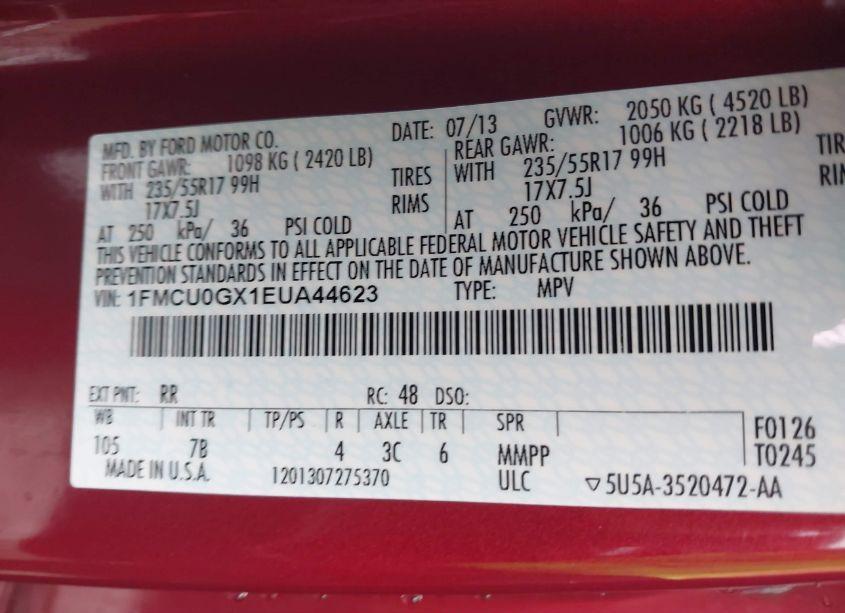 MFD. BY FORD MOTOR CO. DATE: 07/13 GVWR: 2050 KG ( 4520 LB)
FRONT GAWR: 1098 KG ( 2420 LB) REAR GAWR: 1006 KG ( 2218 LB)
WITH 235/55R17 99H TIRES WITH 235/55R17 99H TIR
17X7.5J RIMS 17X7.5J RIM
AT 250 kPa/ 36 PSI COLD AT 250 kPa/ 36 PSI COLD
THIS VEHICLE CONFORMS TO ALL APPLICABLE FEDERAL MOTOR VEHICLE SAFETY AND THEFT
PREVENTION STANDARDS IN EFFECT ON THE DATE OF MANUFACTURE SHOWN ABOVE.
VIN: 1FMCU0GX1EUA44623 TYPE: MPV
EXT PNT: RR RC: 48 DSO:
WB INT TR TP/PS R AXLE TR SPR F0126
105 7B 4 3C 6 MMPP T0245
MADE IN U.S.A. 1201307275370 ULC ▽5U5A-3520472-AA